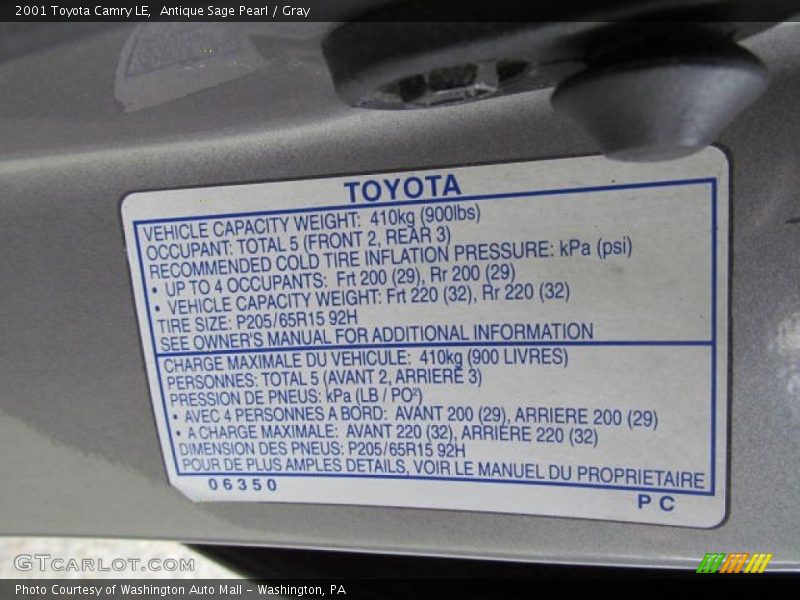 2001 Toyota Camry LE,  Antique Sage Pearl / Gray
TOYOTA
VEHICLE CAPACITY WEIGHT: 410kg (900lbs)
OCCUPANT: TOTAL 5 (FRONT 2, REAR 3)
RECOMMENDED COLD TIRE INFLATION PRESSURE: kPa (psi)
• UP TO 4 OCCUPANTS: Frt 200 (29), Rr 200 (29)
• VEHICLE CAPACITY WEIGHT: Frt 220 (32), Rr 220 (32)
TIRE SIZE: P205/65R15 92H
SEE OWNER'S MANUAL FOR ADDITIONAL INFORMATION
CHARGE MAXIMALE DU VEHICULE: 410kg (900 LIVRES)
PERSONNES: TOTAL 5 (AVANT 2, ARRIERE 3)
PRESSION DE PNEUS: kPa (LB / PO²)
• AVEC 4 PERSONNES A BORD: AVANT 200 (29), ARRIERE 200 (29)
• A CHARGE MAXIMALE: AVANT 220 (32), ARRIERE 220 (32)
DIMENSION DES PNEUS: P205/65R15 92H
POUR DE PLUS AMPLES DETAILS, VOIR LE MANUEL DU PROPRIETAIRE
06350
PC
GTcarlot.com
Photo Courtesy of Washington Auto Mall - Washington, PA